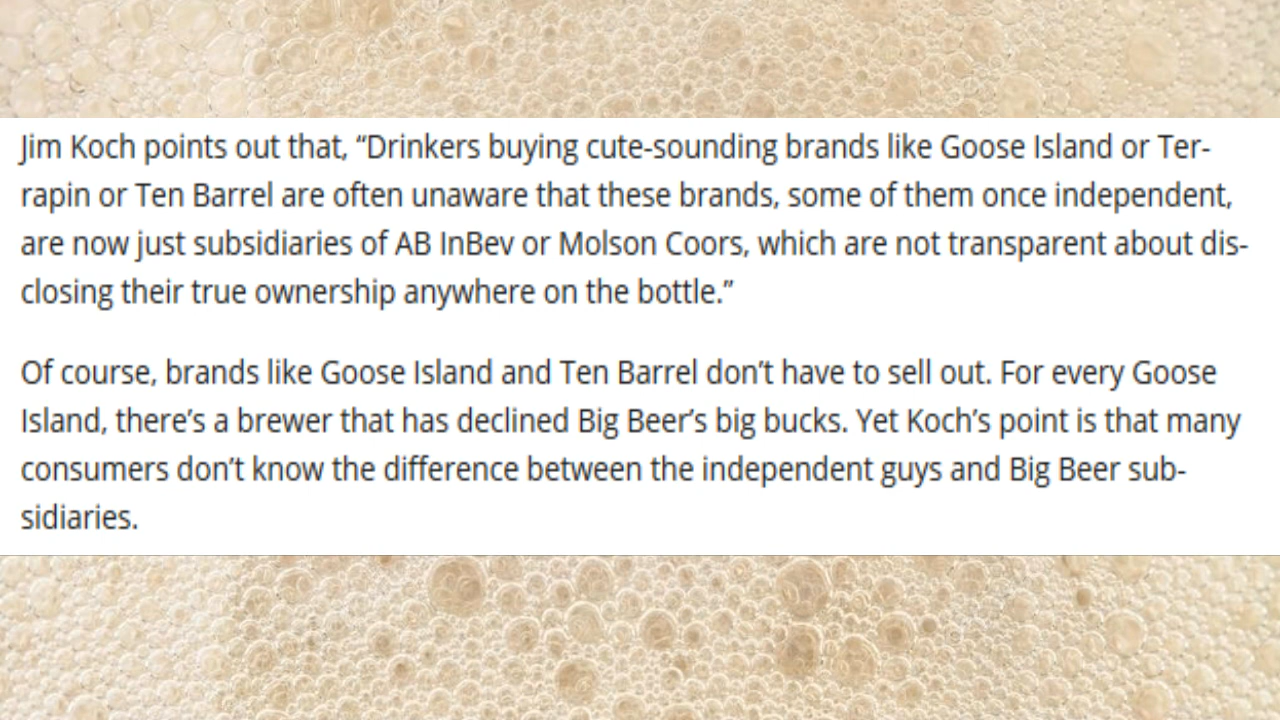 Jim Koch points out that, “Drinkers buying cute-sounding brands like Goose Island or Ter-
rapin or Ten Barrel are often unaware that these brands, some of them once independent,
are now just subsidiaries of AB InBev or Molson Coors, which are not transparent about dis-
closing their true ownership anywhere on the bottle.”
Of course, brands like Goose Island and Ten Barrel don’t have to sell out. For every Goose
Island, there’s a brewer that has declined Big Beer’s big bucks. Yet Koch’s point is that many
consumers don’t know the difference between the independent guys and Big Beer sub-
sidiaries.